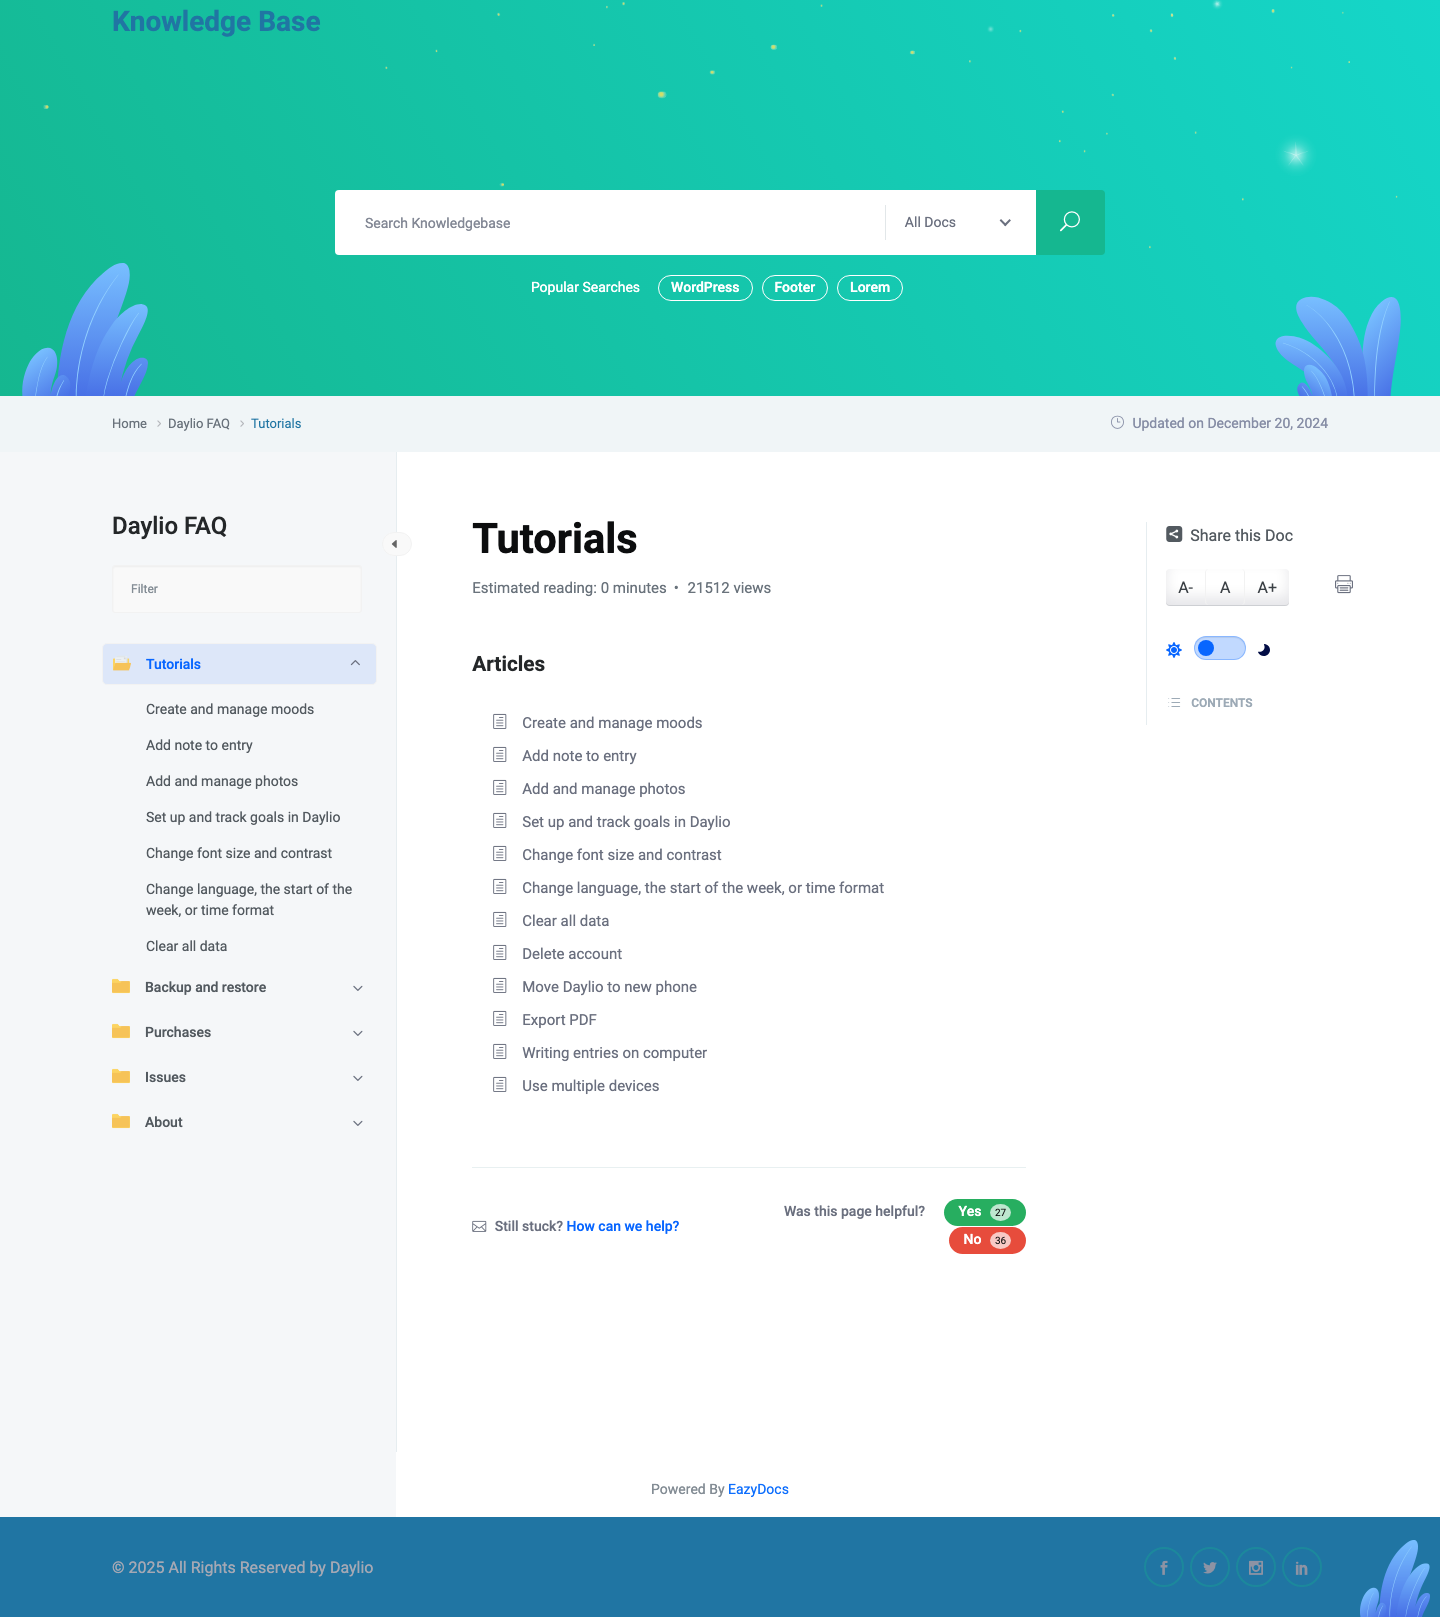 Knowledge Base
Search Knowledgebase
All Docs
Popular Searches WordPress Footer Lorem
Home > Daylio FAQ > Tutorials
Updated on December 20, 2024
Daylio FAQ
Filter
Tutorials
Create and manage moods
Add note to entry
Add and manage photos
Set up and track goals in Daylio
Change font size and contrast
Change language, the start of the
week, or time format
Clear all data
Backup and restore
Purchases
Issues
About
Tutorials
Estimated reading: 0 minutes • 21512 views
Articles
Create and manage moods
Add note to entry
Add and manage photos
Set up and track goals in Daylio
Change font size and contrast
Change language, the start of the week, or time format
Clear all data
Delete account
Move Daylio to new phone
Export PDF
Writing entries on computer
Use multiple devices
Still stuck? How can we help?
Was this page helpful? Yes 27
No 36
Share this Doc
A- A A+
CONTENTS
Powered By EazyDocs
© 2025 All Rights Reserved by Daylio